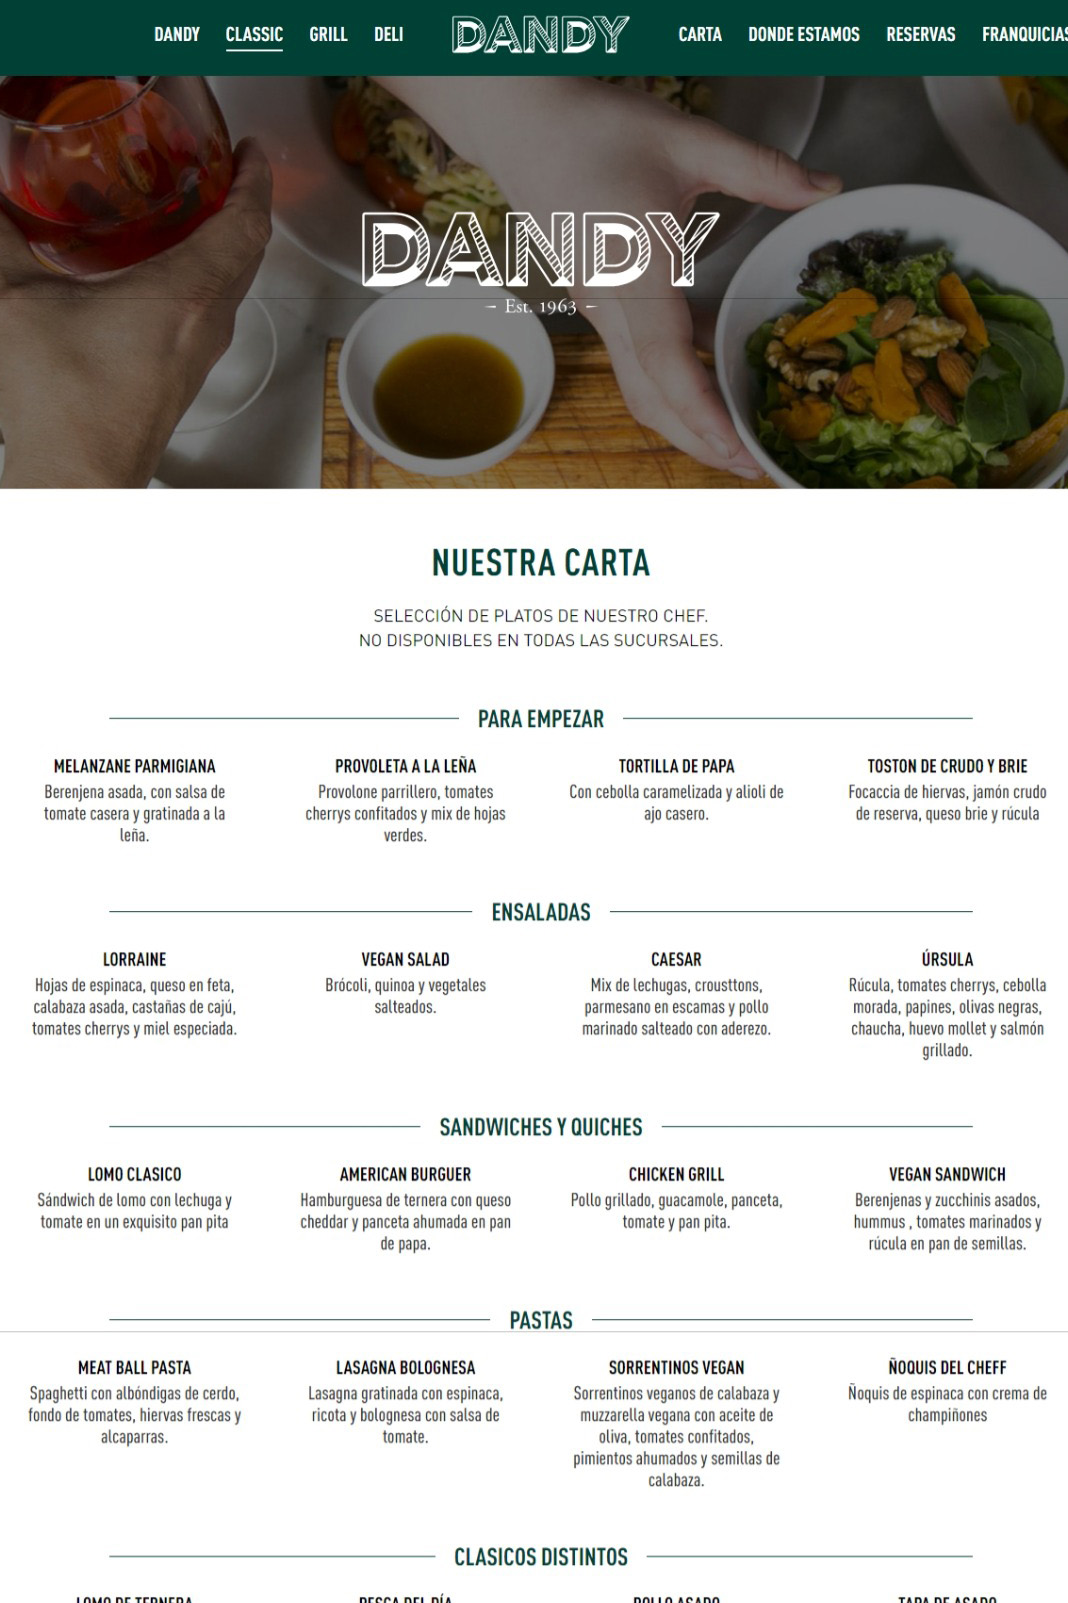 DANDY CLASSIC GRILL DELI DANDY CARTA DONDE ESTAMOS RESERVAS FRANQUICIAS
DANDY
- Est. 1963 -
NUESTRA CARTA
SELECCIÓN DE PLATOS DE NUESTRO CHEF.
NO DISPONIBLES EN TODAS LAS SUCURSALES.
PARA EMPEZAR
MELANZANE PARMIGIANA
Berenjena asada, con salsa de
tomate casera y gratinada a la
leña.
PROVOLETA A LA LEÑA
Provolone parrillero, tomates
cherrys confitados y mix de hojas
verdes.
TORTILLA DE PAPA
Con cebolla caramelizada y alioli de
ajo casero.
TOSTON DE CRUDO Y BRIE
Focaccia de hiervas, jamón crudo
de reserva, queso brie y rúcula
ENSALADAS
LORRAINE
Hojas de espinaca, queso en feta,
calabaza asada, castañas de cajú,
tomates cherrys y miel especiada.
VEGAN SALAD
Brócoli, quinoa y vegetales
salteados.
CAESAR
Mix de lechugas, crousttons,
parmesano en escamas y pollo
marinado salteado con aderezo.
ÚRSULA
Rúcula, tomates cherrys, cebolla
morada, papines, olivas negras,
chaucha, huevo mollet y salmón
grillado.
SANDWICHES Y QUICHES
LOMO CLASICO
Sándwich de lomo con lechuga y
tomate en un exquisito pan pita
AMERICAN BURGUER
Hamburguesa de ternera con queso
cheddar y panceta ahumada en pan
de papa.
CHICKEN GRILL
Pollo grillado, guacamole, panceta,
tomate y pan pita.
VEGAN SANDWICH
Berenjenas y zucchinis asados,
hummus , tomates marinados y
rúcula en pan de semillas.
PASTAS
MEAT BALL PASTA
Spaghetti con albóndigas de cerdo,
fondo de tomates, hiervas frescas y
alcaparras.
LASAGNA BOLOGNESA
Lasagna gratinada con espinaca,
ricota y bolognesa con salsa de
tomate.
SORRENTINOS VEGAN
Sorrentinos veganos de calabaza y
muzzarella vegana con aceite de
oliva, tomates confitados,
pimientos ahumados y semillas de
calabaza.
ÑOQUIS DEL CHEFF
Ñoquis de espinaca con crema de
champiñones
CLASICOS DISTINTOS
LOMO DE TERNERA
PESCA DEL DÍA
POLLO ASADO
TAPA DE ASADO